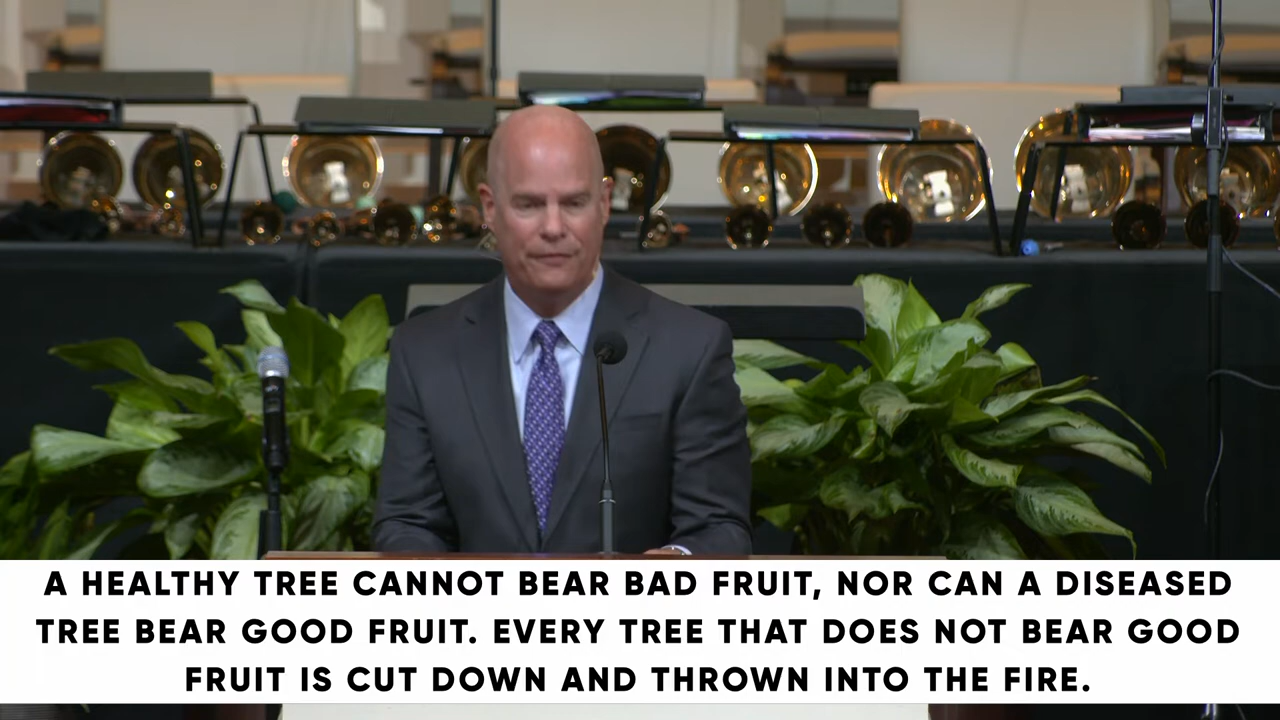 A HEALTHY TREE CANNOT BEAR BAD FRUIT, NOR CAN A DISEASED
TREE BEAR GOOD FRUIT. EVERY TREE THAT DOES NOT BEAR GOOD
FRUIT IS CUT DOWN AND THROWN INTO THE FIRE.